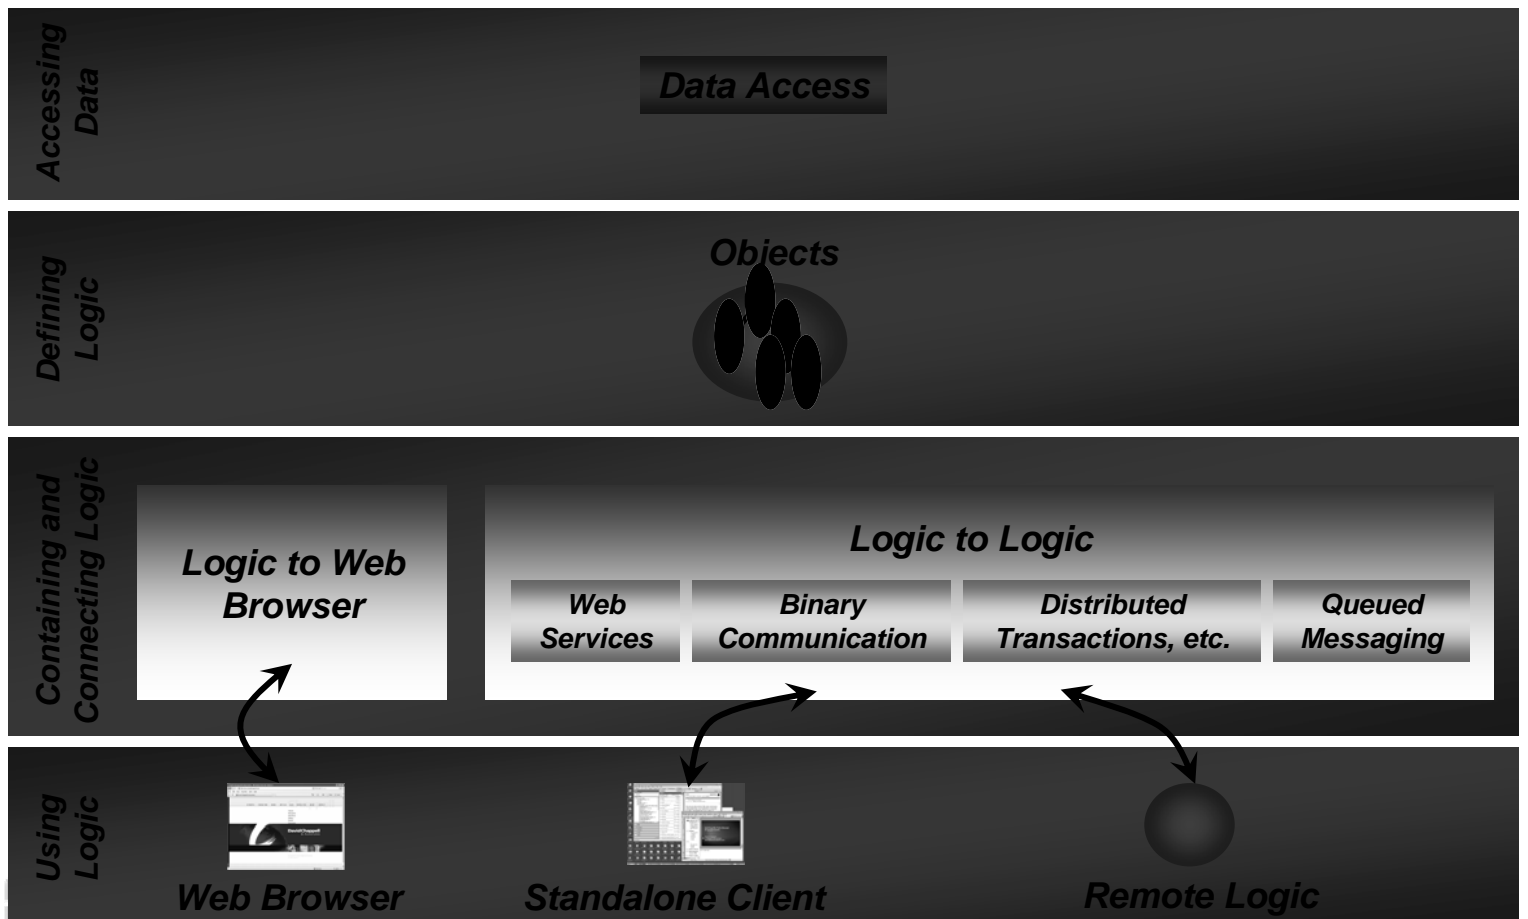 Accessing
Data
Data Access
Defining
Logic
Objects
Containing and
Connecting Logic
Logic to Web
Browser
Logic to Logic
Web
Services
Binary
Communication
Distributed
Transactions, etc.
Queued
Messaging
Using
Logic
Web Browser
Standalone Client
Remote Logic